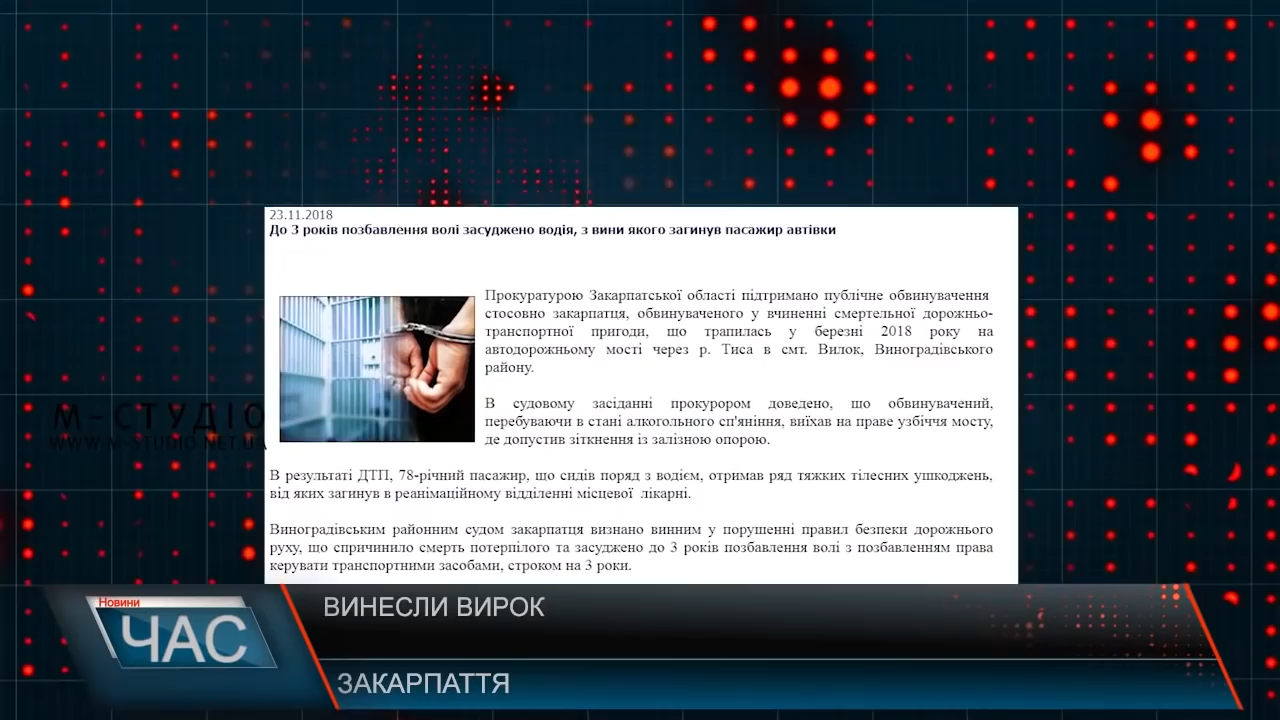 23.11.2018
До 3 років позбавлення волі засуджено водія, з вини якого загинув пасажир автівки
Прокуратурою Закарпатської області підтримано публічне обвинувачення
стосовно закарпатця, обвинуваченого у вчиненні смертельної дорожньо-
транспортної пригоди, що трапилась у березні 2018 року на
автодорожньому мості через р. Тиса в смт. Вилок, Виноградівського
району.
В судовому засіданні прокурором доведено, що обвинувачений,
перебуваючи в стані алкогольного сп'яніння, виїхав на праве узбіччя мосту,
де допустив зіткнення із залізною опорою.
В результаті ДТП, 78-річний пасажир, що сидів поряд з водієм, отримав ряд тяжких тілесних ушкоджень,
від яких загинув в реанімаційному відділенні місцевої лікарні.
Виноградівським районним судом закарпатця визнано винним у порушенні правил безпеки дорожнього
руху, що спричинило смерть потерпілого та засуджено до 3 років позбавлення волі з позбавленням права
керувати транспортними засобами, строком на 3 роки.
М-СТУДІО
WWW.M-STUDIO.NET.UA
Новини
ЧАС
ВИНЕСЛИ ВИРОК
ЗАКАРПАТТЯ